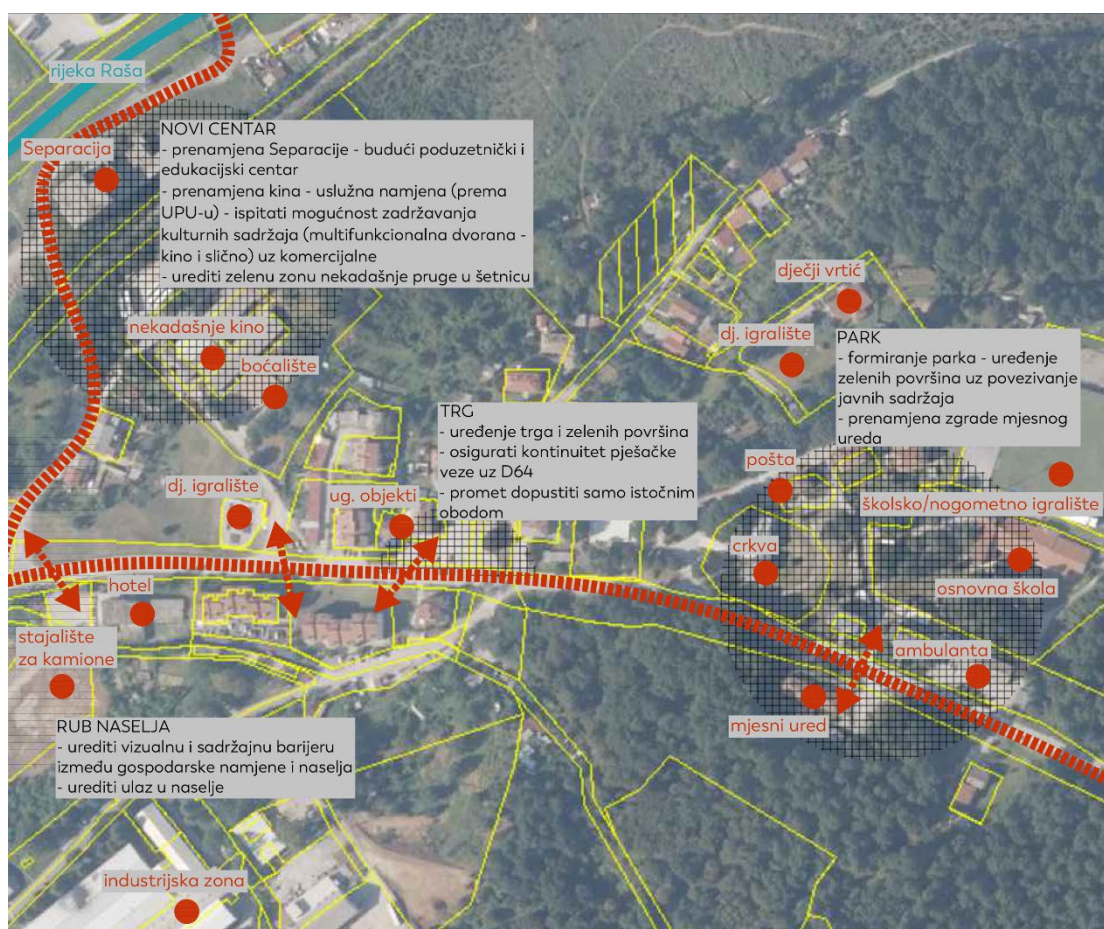 rijeka Raša
Separacija
NOVI CENTAR
- prenamjena Separacije - budući poduzetnički i
edukacijski centar
- prenamjena kina - uslužna namjena (prema
UPU-u) - ispitati mogućnost zadržavanja
kulturnih sadržaja (multifunkcionalna dvorana -
kino i slično) uz komercijalne
- urediti zelenu zonu nekadašnje pruge u šetnicu
nekadašnje kino
boćalište
dječji vrtić
dj. igralište
PARK
- formiranje parka - uređenje
zelenih površina uz povezivanje
javnih sadržaja
- prenamjena zgrade mjesnog
ureda
TRG
- uređenje trga i zelenih površina
- osigurati kontinuitet pješačke
veze uz D64
- promet dopustiti samo istočnim
obodom
dj. igralište
ug. objekti
pošta
školsko/nogometno igralište
crkva
osnovna škola
hotel
stajalište
za kamione
ambulanta
mjesni ured
RUB NASELJA
- urediti vizualnu i sadržajnu barijeru
između gospodarske namjene i naselja
- urediti ulaz u naselje
industrijska zona